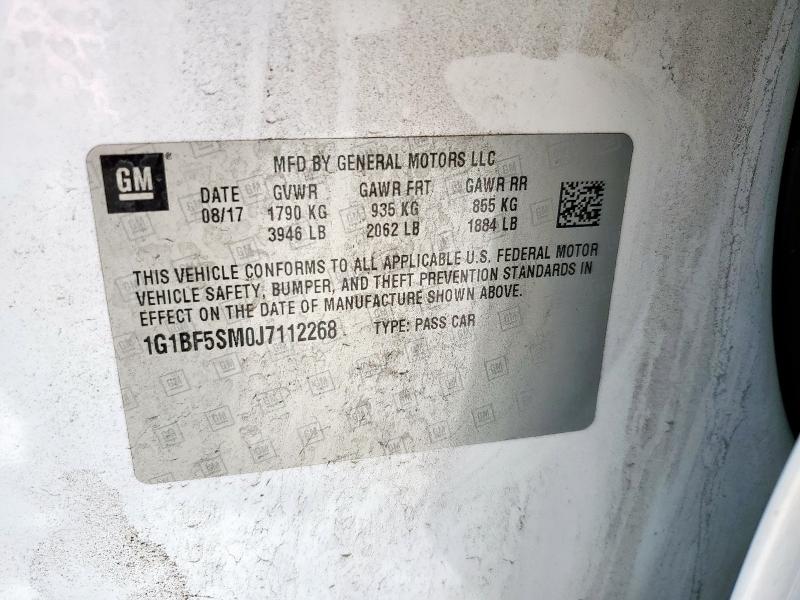 GM
MFD BY GENERAL MOTORS LLC
DATE GVWR GAWR FRT GAWR RR
08/17 1790 KG 935 KG 855 KG
3946 LB 2062 LB 1884 LB
THIS VEHICLE CONFORMS TO ALL APPLICABLE U.S. FEDERAL MOTOR
VEHICLE SAFETY, BUMPER, AND THEFT PREVENTION STANDARDS IN
EFFECT ON THE DATE OF MANUFACTURE SHOWN ABOVE.
1G1BF5SM0J7112268 TYPE: PASS CAR